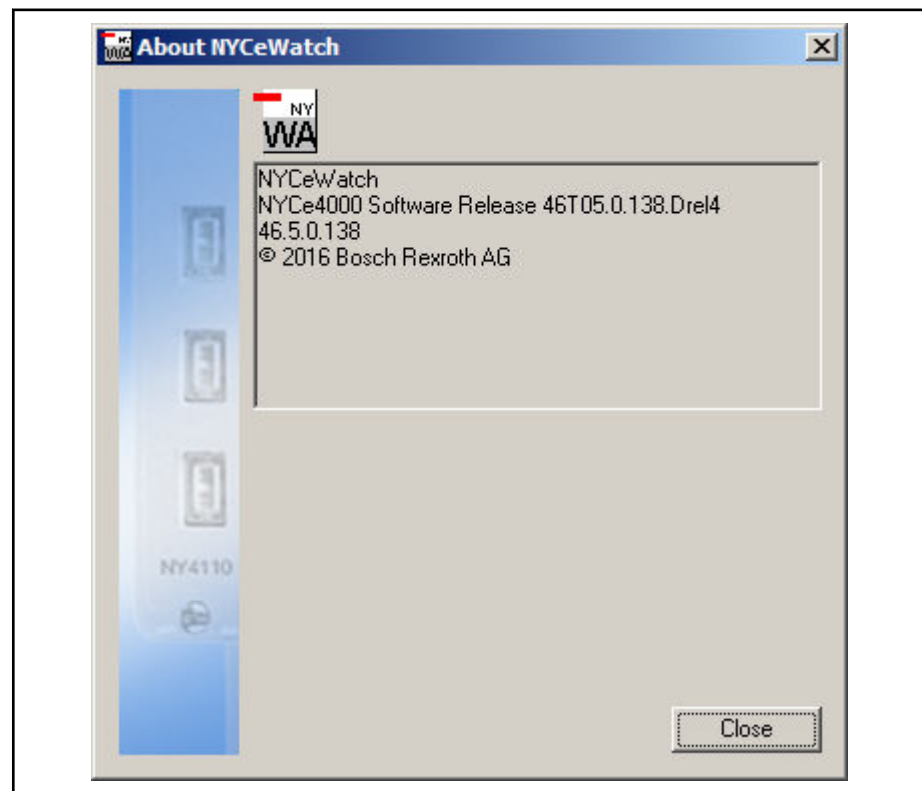 About NYCeWatch
NY
WA
NYCeWatch
NYCe4000 Software Release 46T05.0.138.Drel4
46.5.0.138
© 2016 Bosch Rexroth AG
NY4110
Close